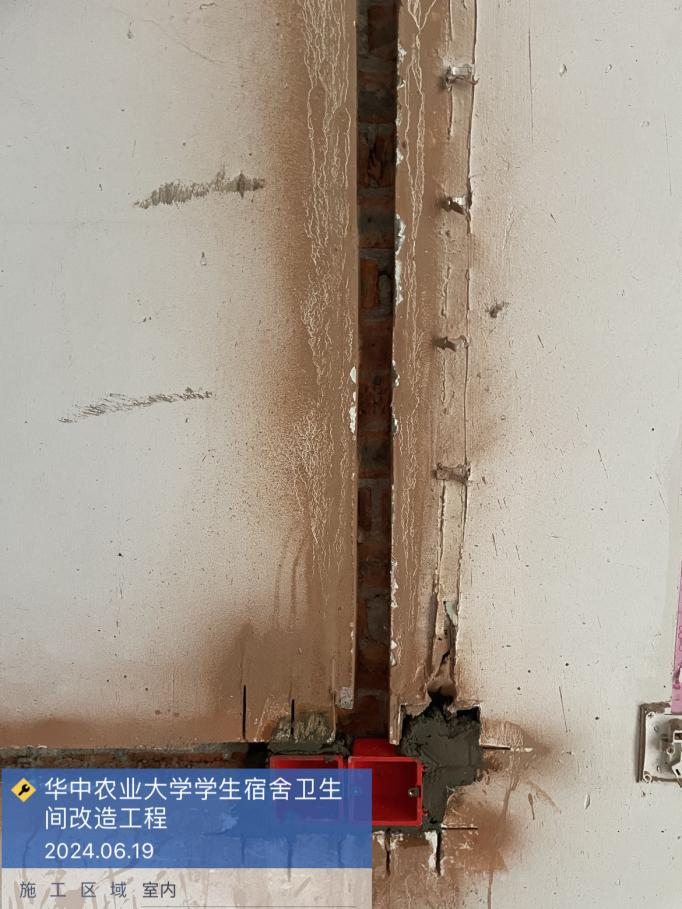 华中农业大学学生宿舍卫生
间改造工程
2024.06.19
施 工 区 域 室内